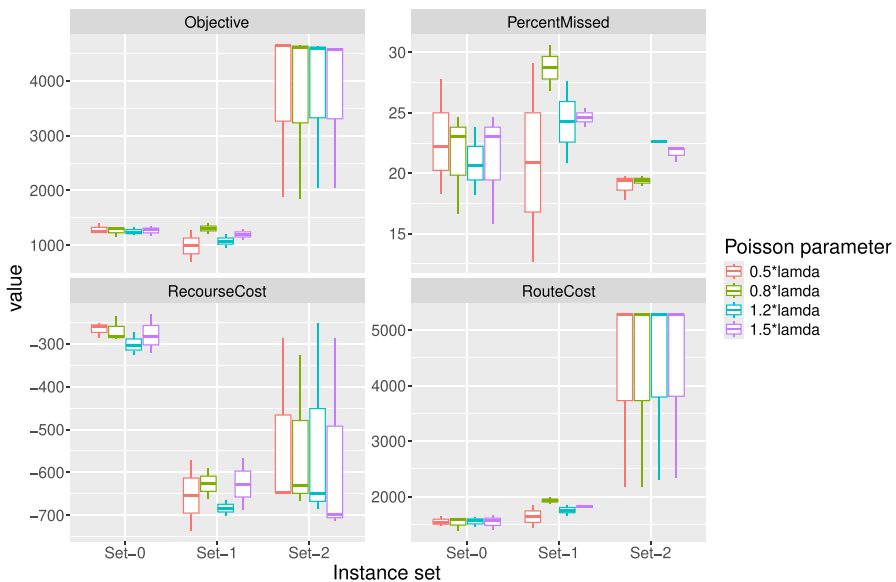 Objective
PercentMissed
4000
3000
2000
1000
30
25
20
15
RecourseCost
RouteCost
−300
−400
−500
−600
−700
5000
4000
3000
2000
Set−0
Set−1
Set−2
Set−0
Set−1
Set−2
Instance set
value
Poisson parameter
0.5*lamda
0.8*lamda
1.2*lamda
1.5*lamda